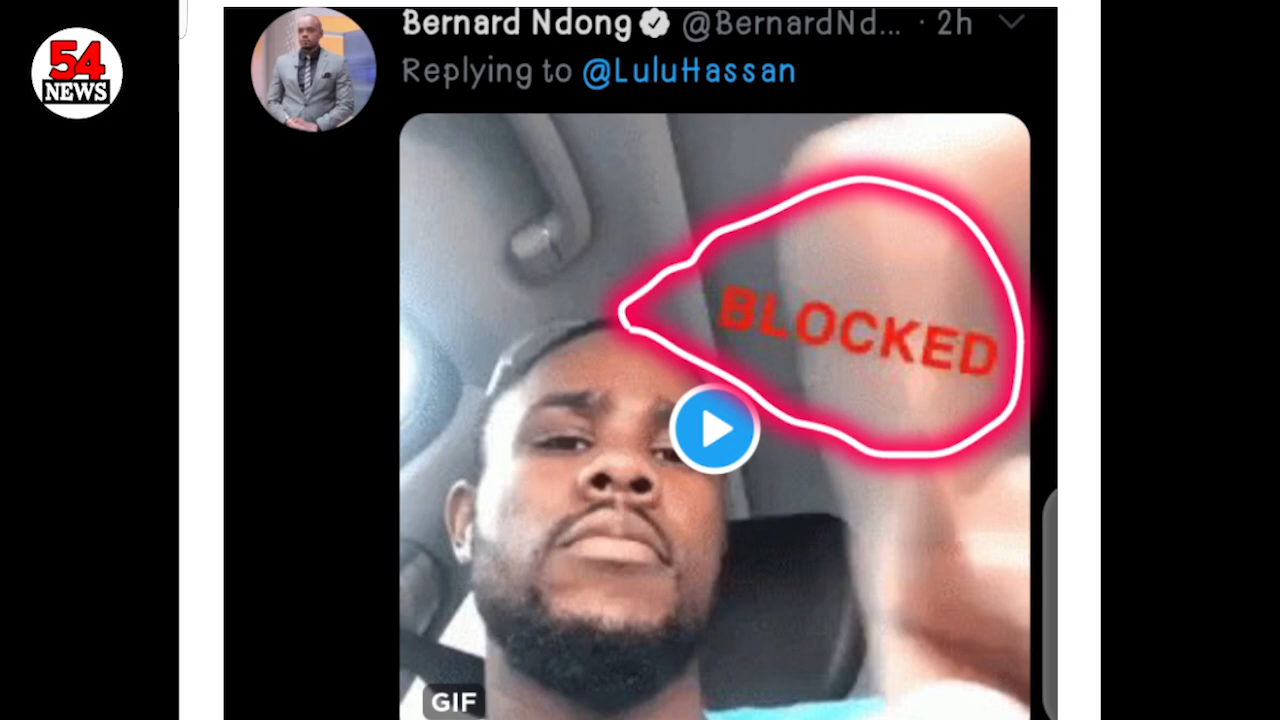 54
NEWS
Bernard Ndong @BernardNd... · 2h
Replying to @LuluHassan
BLOCKED
GIF